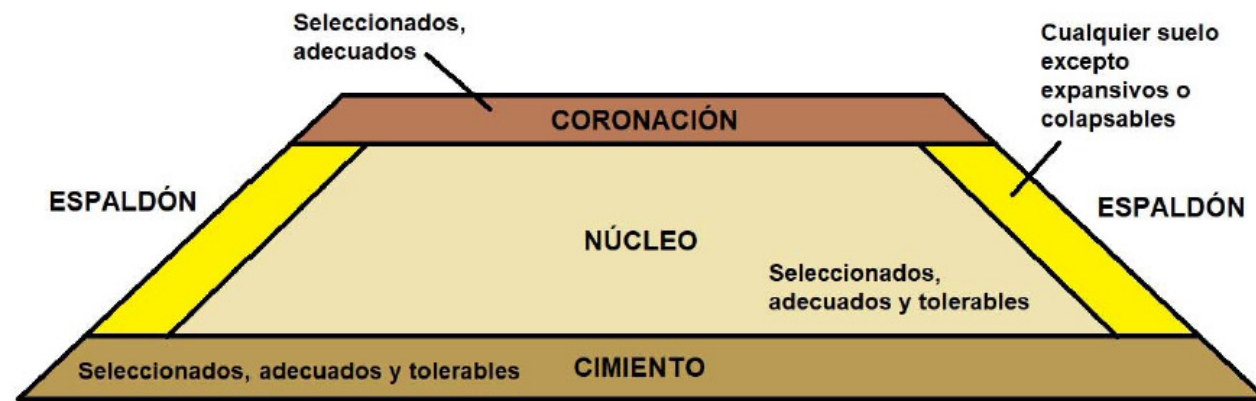 Seleccionados,
adecuados
Cualquier suelo
excepto
expansivos o
colapsables
CORONACIÓN
ESPALDÓN
ESPALDÓN
NÚCLEO
Seleccionados,
adecuados y tolerables
Seleccionados, adecuados y tolerables
CIMIENTO